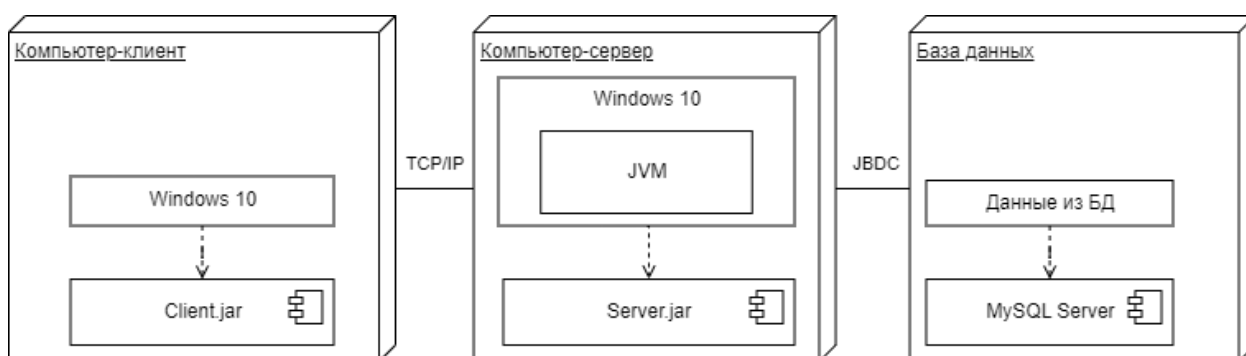 Компьютер-клиент
Windows 10
Client.jar
TCP/IP
Компьютер-сервер
Windows 10
JVM
Server.jar
JBDC
База данных
Данные из БД
MySQL Server